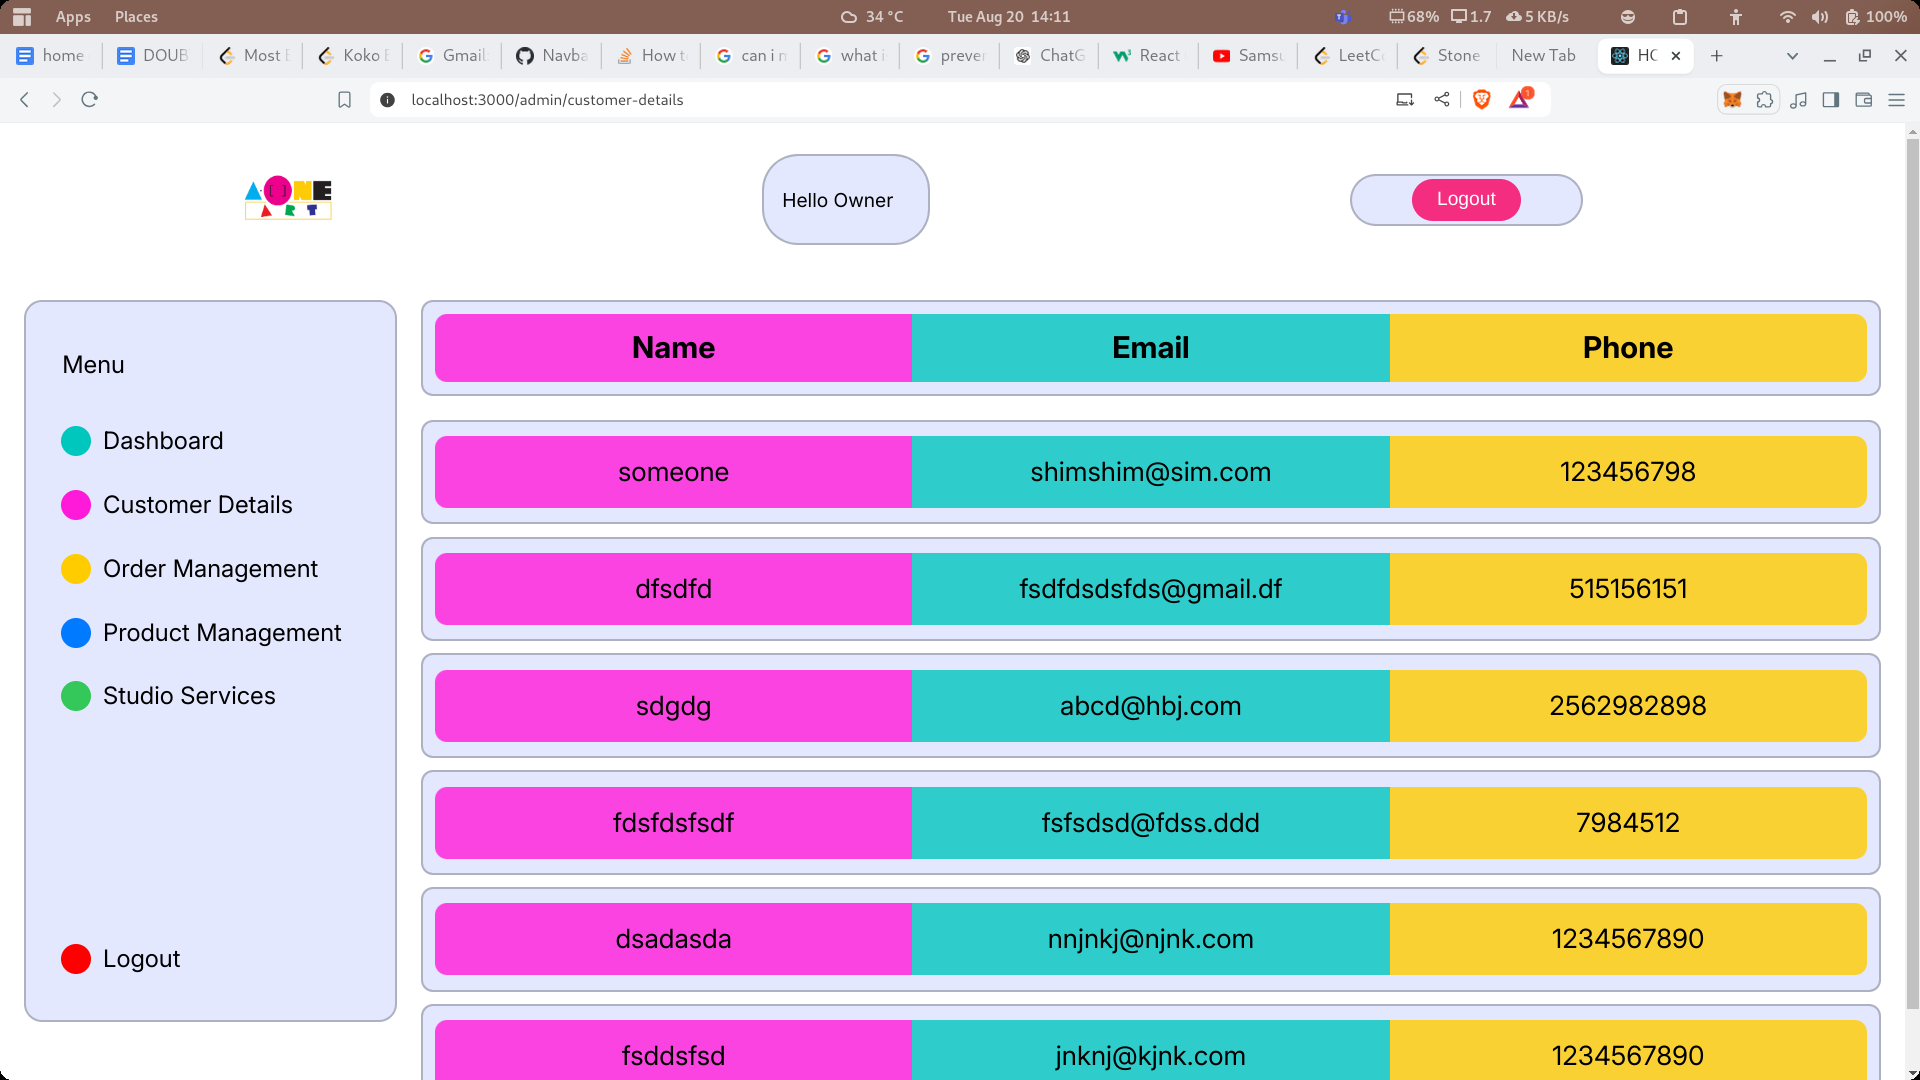 Apps Places 34 °C Tue Aug 20 14:11 68% 1.7 5 KB/s 100%
home DOUB Most Koko Gmail GitHub Navba How t can i m what i prever ChatG React Samsu LeetC Stone New Tab HC
localhost:3000/admin/customer-details 1
A·[ ]NE
ART
Hello Owner
Logout
Menu
Dashboard
Customer Details
Order Management
Product Management
Studio Services
Logout
Name Email Phone
someone shimshim@sim.com 123456798
dfsdfd fsdfdsdsfds@gmail.df 515156151
sdgdg abcd@hbj.com 2562982898
fdsfdsfsdf fsfsdsd@fdss.ddd 7984512
dsadasda nnjnkj@njnk.com 1234567890
fsddsfsd jnknj@kjnk.com 1234567890